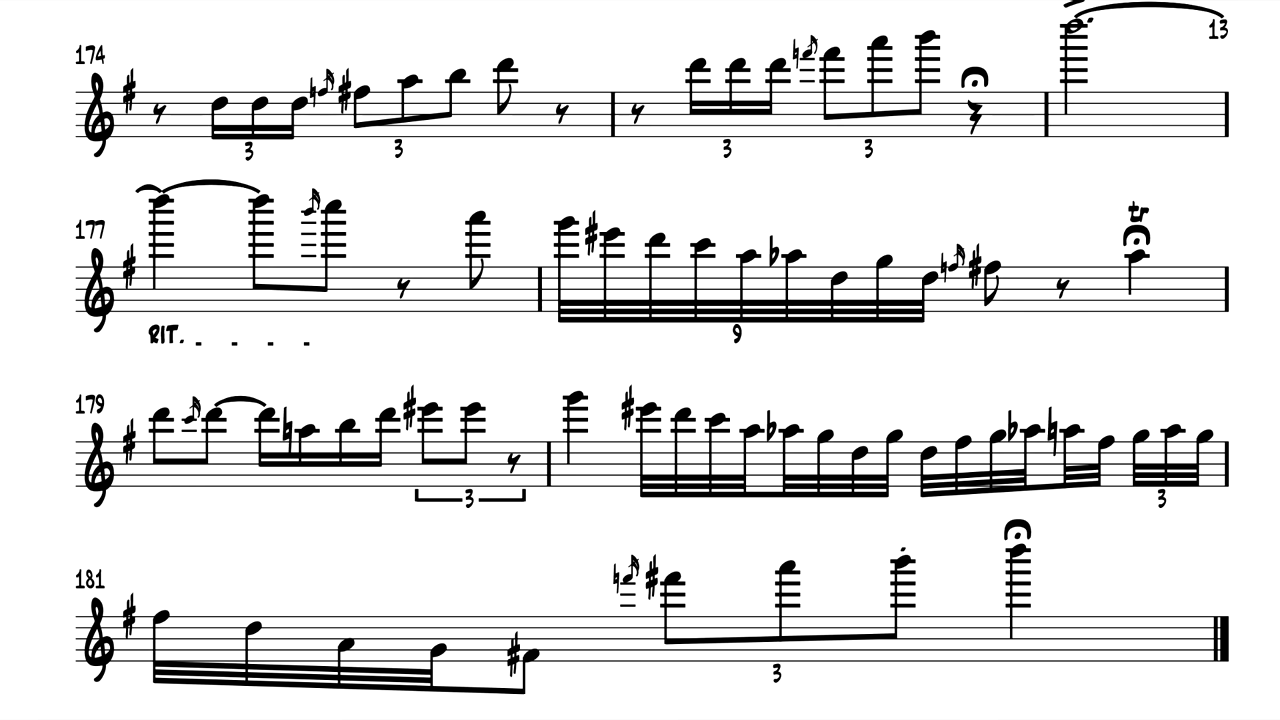 13
174
3 3 3 3
177
tr
RIT. - - - -
9
179
3 3
181
3